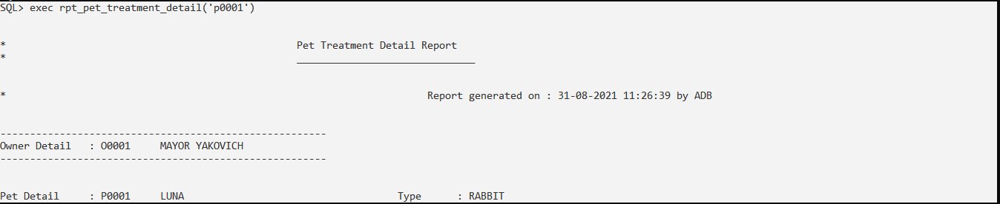 SQL> exec rpt_pet_treatment_detail('p0001')
* Pet Treatment Detail Report
* ______________________________
* Report generated on : 31-08-2021 11:26:39 by ADB
-------------------------------------------------------
Owner Detail : O0001 MAYOR YAKOVICH
-------------------------------------------------------
Pet Detail : P0001 LUNA Type : RABBIT